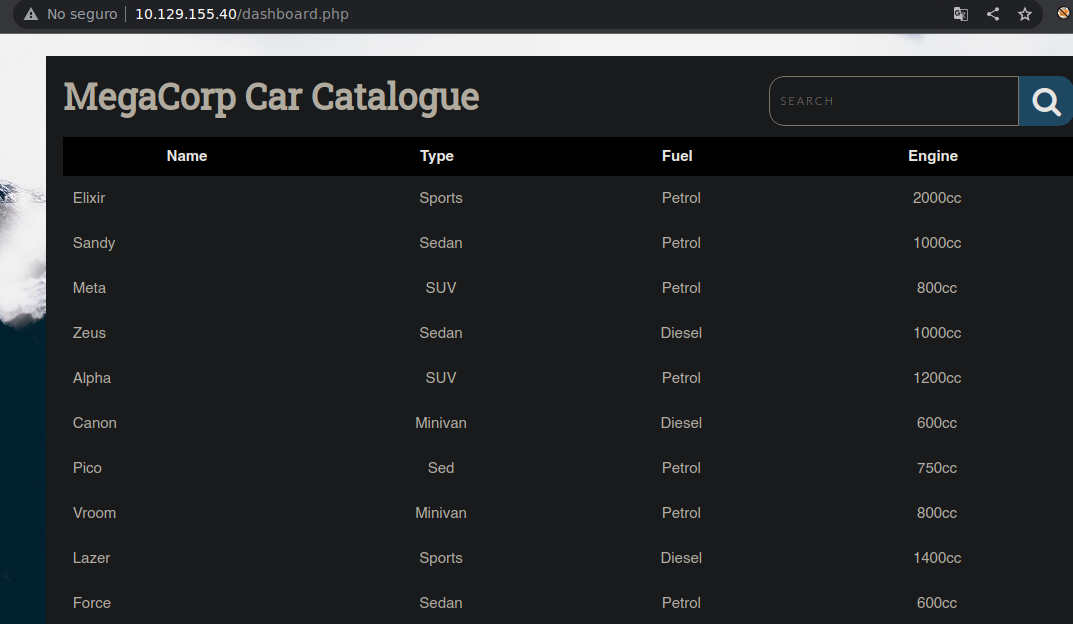 No seguro 10.129.155.40/dashboard.php
MegaCorp Car Catalogue
SEARCH
Name Type Fuel Engine
Elixir Sports Petrol 2000cc
Sandy Sedan Petrol 1000cc
Meta SUV Petrol 800cc
Zeus Sedan Diesel 1000cc
Alpha SUV Petrol 1200cc
Canon Minivan Diesel 600cc
Pico Sed Petrol 750cc
Vroom Minivan Petrol 800cc
Lazer Sports Diesel 1400cc
Force Sedan Petrol 600cc